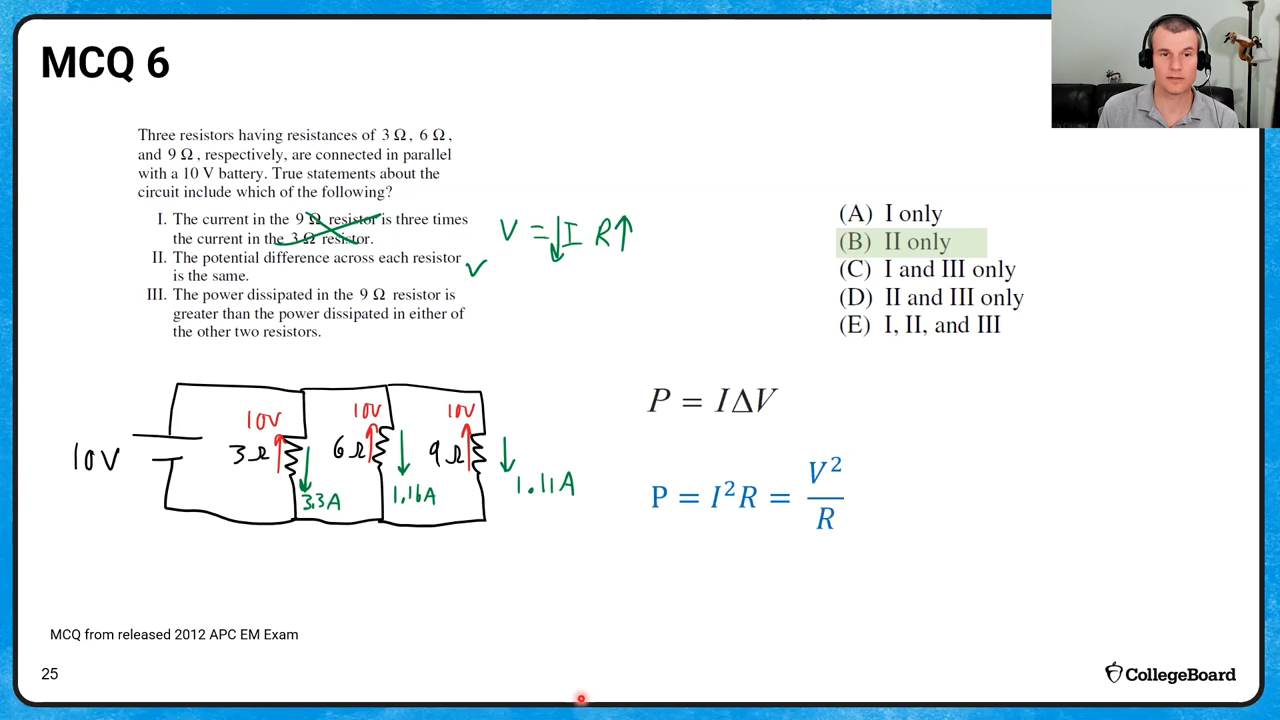 MCQ 6
Three resistors having resistances of 3 Ω, 6 Ω,
and 9 Ω, respectively, are connected in parallel
with a 10 V battery. True statements about the
circuit include which of the following?
I. The current in the 9 Ω resistor is three times
the current in the 3 Ω resistor.
II. The potential difference across each resistor
is the same.
III. The power dissipated in the 9 Ω resistor is
greater than the power dissipated in either of
the other two resistors.
V = ↓I R↑
✓
(A) I only
(B) II only
(C) I and III only
(D) II and III only
(E) I, II, and III
10V
10V
3Ω
3.3A
10V
6Ω
1.16A
10V
9Ω
1.11A
P = IΔV
P = I²R = V²/R
MCQ from released 2012 APC EM Exam
25
CollegeBoard